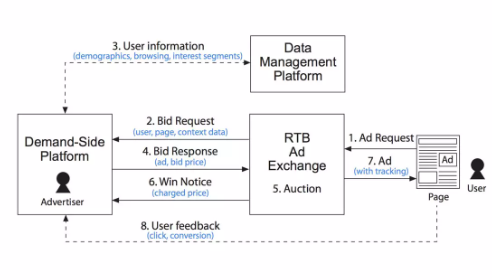 3. User information
(demographics, browsing, interest segments)
Data
Management
Platform
Demand-Side
Platform
Advertiser
2. Bid Request
(user, page, context data)
4. Bid Response
(ad, bid price)
6. Win Notice
(charged price)
RTB
Ad
Exchange
5. Auction
1. Ad Request
7. Ad
(with tracking)
Ad
Page
User
8. User feedback
(click, conversion)